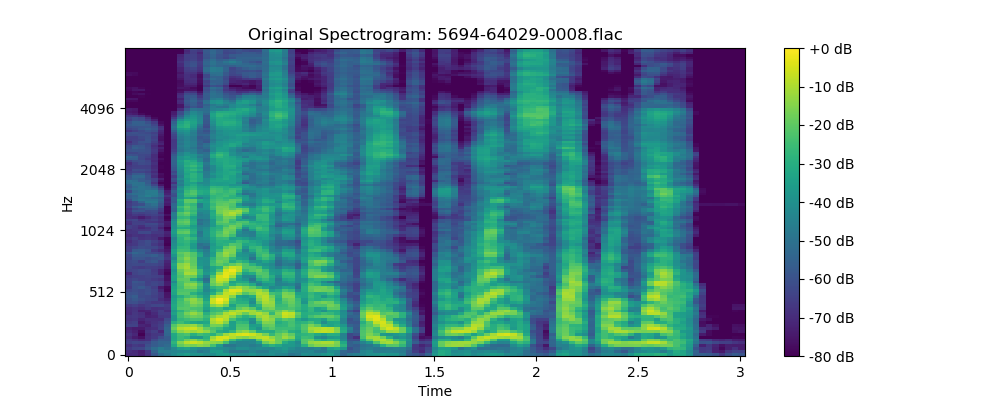 Original Spectrogram: 5694-64029-0008.flac
Hz
4096
2048
1024
512
0
0 0.5 1 1.5 2 2.5 3
Time
+0 dB
-10 dB
-20 dB
-30 dB
-40 dB
-50 dB
-60 dB
-70 dB
-80 dB